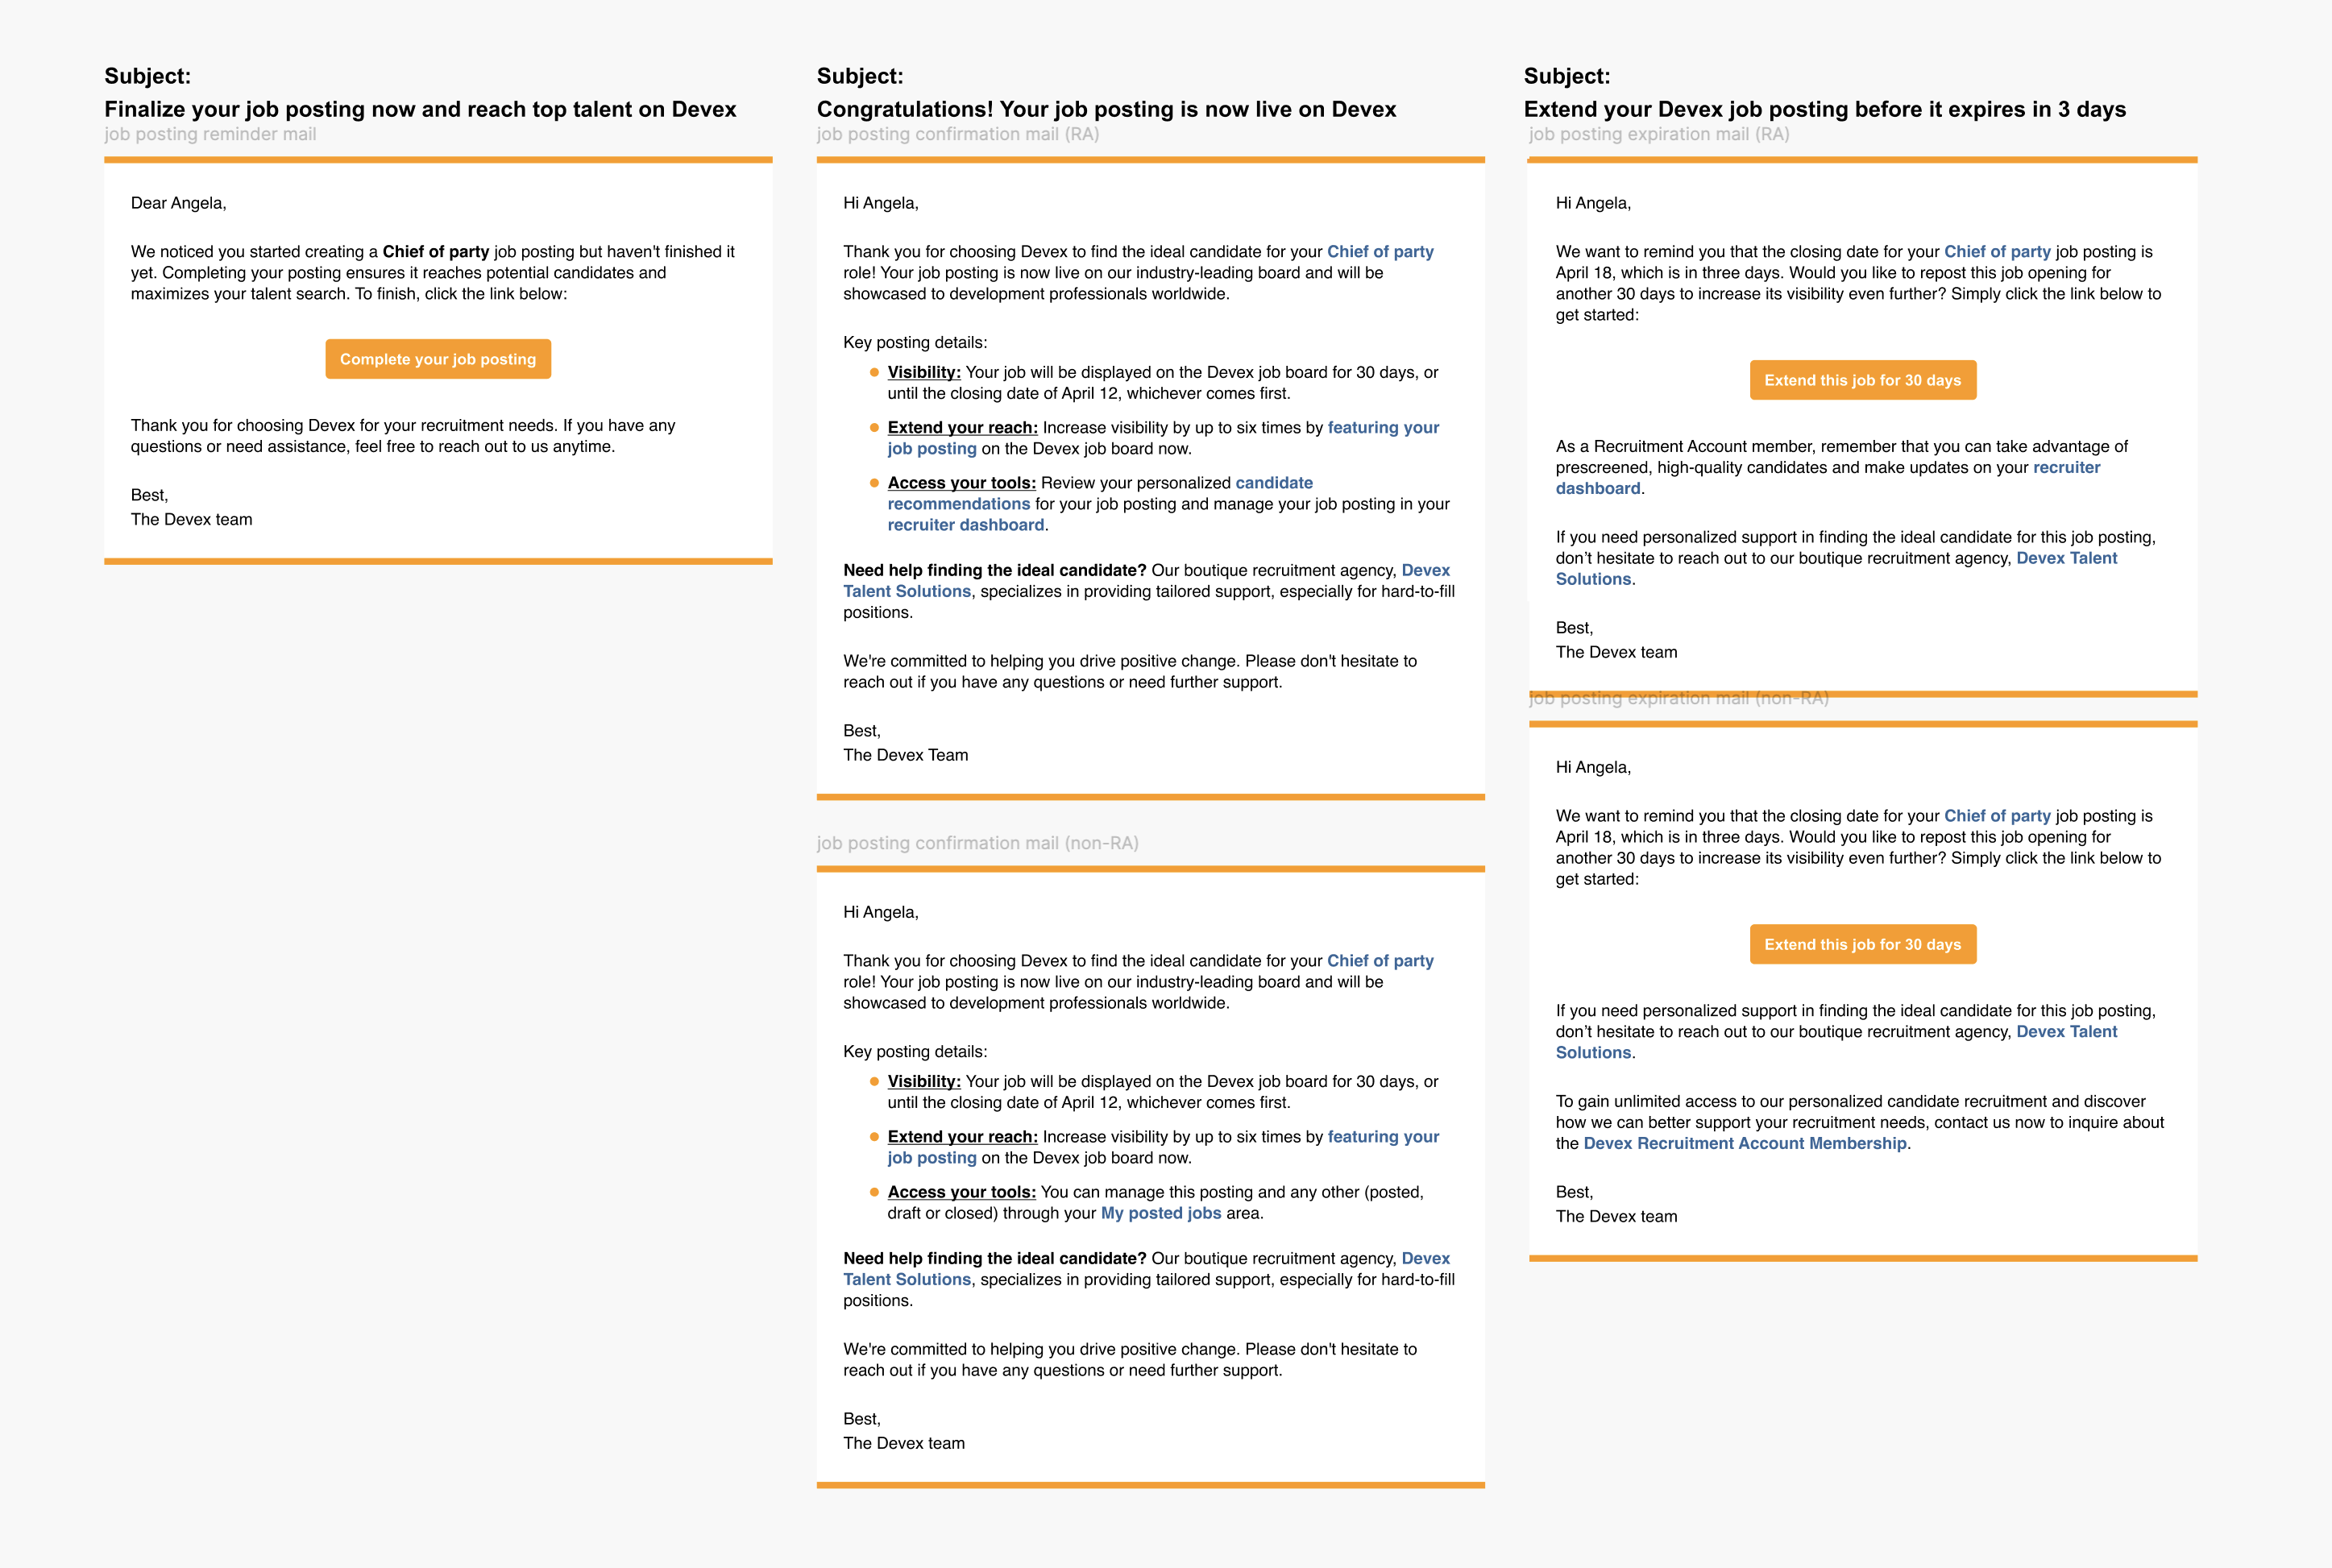 Subject:
Finalize your job posting now and reach top talent on Devex
job posting reminder mail
Dear Angela,
We noticed you started creating a Chief of party job posting but haven't finished it
yet. Completing your posting ensures it reaches potential candidates and
maximizes your talent search. To finish, click the link below:
Complete your job posting
Thank you for choosing Devex for your recruitment needs. If you have any
questions or need assistance, feel free to reach out to us anytime.
Best,
The Devex team
Subject:
Congratulations! Your job posting is now live on Devex
job posting confirmation mail (RA)
Hi Angela,
Thank you for choosing Devex to find the ideal candidate for your Chief of party
role! Your job posting is now live on our industry-leading board and will be
showcased to development professionals worldwide.
Key posting details:
Visibility: Your job will be displayed on the Devex job board for 30 days, or
until the closing date of April 12, whichever comes first.
Extend your reach: Increase visibility by up to six times by featuring your
job posting on the Devex job board now.
Access your tools: Review your personalized candidate
recommendations for your job posting and manage your job posting in your
recruiter dashboard.
Need help finding the ideal candidate? Our boutique recruitment agency, Devex
Talent Solutions, specializes in providing tailored support, especially for hard-to-fill
positions.
We're committed to helping you drive positive change. Please don't hesitate to
reach out if you have any questions or need further support.
Best,
The Devex Team
job posting confirmation mail (non-RA)
Hi Angela,
Thank you for choosing Devex to find the ideal candidate for your Chief of party
role! Your job posting is now live on our industry-leading board and will be
showcased to development professionals worldwide.
Key posting details:
Visibility: Your job will be displayed on the Devex job board for 30 days, or
until the closing date of April 12, whichever comes first.
Extend your reach: Increase visibility by up to six times by featuring your
job posting on the Devex job board now.
Access your tools: You can manage this posting and any other (posted,
draft or closed) through your My posted jobs area.
Need help finding the ideal candidate? Our boutique recruitment agency, Devex
Talent Solutions, specializes in providing tailored support, especially for hard-to-fill
positions.
We're committed to helping you drive positive change. Please don't hesitate to
reach out if you have any questions or need further support.
Best,
The Devex team
Subject:
Extend your Devex job posting before it expires in 3 days
job posting expiration mail (RA)
Hi Angela,
We want to remind you that the closing date for your Chief of party job posting is
April 18, which is in three days. Would you like to repost this job opening for
another 30 days to increase its visibility even further? Simply click the link below to
get started:
Extend this job for 30 days
As a Recruitment Account member, remember that you can take advantage of
prescreened, high-quality candidates and make updates on your recruiter
dashboard.
If you need personalized support in finding the ideal candidate for this job posting,
don’t hesitate to reach out to our boutique recruitment agency, Devex Talent
Solutions.
Best,
The Devex team
job posting expiration mail (non-RA)
Hi Angela,
We want to remind you that the closing date for your Chief of party job posting is
April 18, which is in three days. Would you like to repost this job opening for
another 30 days to increase its visibility even further? Simply click the link below to
get started:
Extend this job for 30 days
If you need personalized support in finding the ideal candidate for this job posting,
don’t hesitate to reach out to our boutique recruitment agency, Devex Talent
Solutions.
To gain unlimited access to our personalized candidate recruitment and discover
how we can better support your recruitment needs, contact us now to inquire about
the Devex Recruitment Account Membership.
Best,
The Devex team